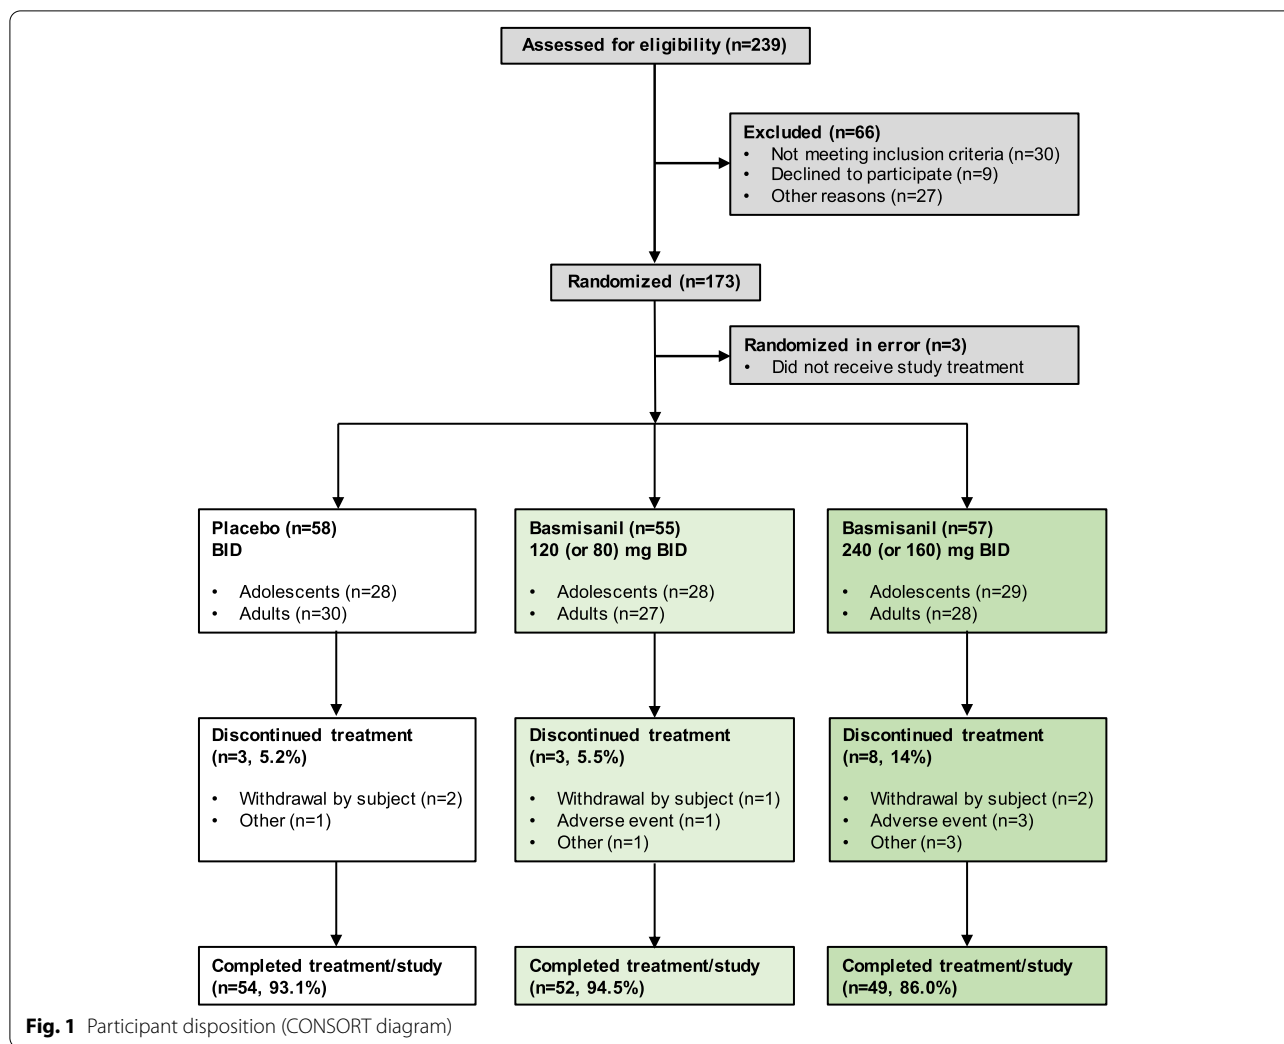 Assessed for eligibility (n=239)
Excluded (n=66)
• Not meeting inclusion criteria (n=30)
• Declined to participate (n=9)
• Other reasons (n=27)
Randomized (n=173)
Randomized in error (n=3)
• Did not receive study treatment
Placebo (n=58)
BID
• Adolescents (n=28)
• Adults (n=30)
Basmisanil (n=55)
120 (or 80) mg BID
• Adolescents (n=28)
• Adults (n=27)
Basmisanil (n=57)
240 (or 160) mg BID
• Adolescents (n=29)
• Adults (n=28)
Discontinued treatment
(n=3, 5.2%)
• Withdrawal by subject (n=2)
• Other (n=1)
Discontinued treatment
(n=3, 5.5%)
• Withdrawal by subject (n=1)
• Adverse event (n=1)
• Other (n=1)
Discontinued treatment
(n=8, 14%)
• Withdrawal by subject (n=2)
• Adverse event (n=3)
• Other (n=3)
Completed treatment/study
(n=54, 93.1%)
Completed treatment/study
(n=52, 94.5%)
Completed treatment/study
(n=49, 86.0%)
Fig. 1 Participant disposition (CONSORT diagram)